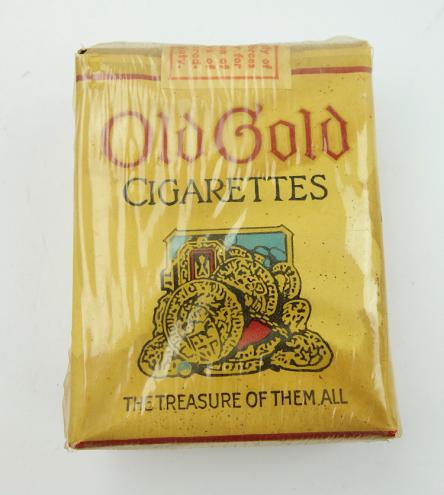 Old Gold
CIGARETTES
THE TREASURE OF THEM ALL